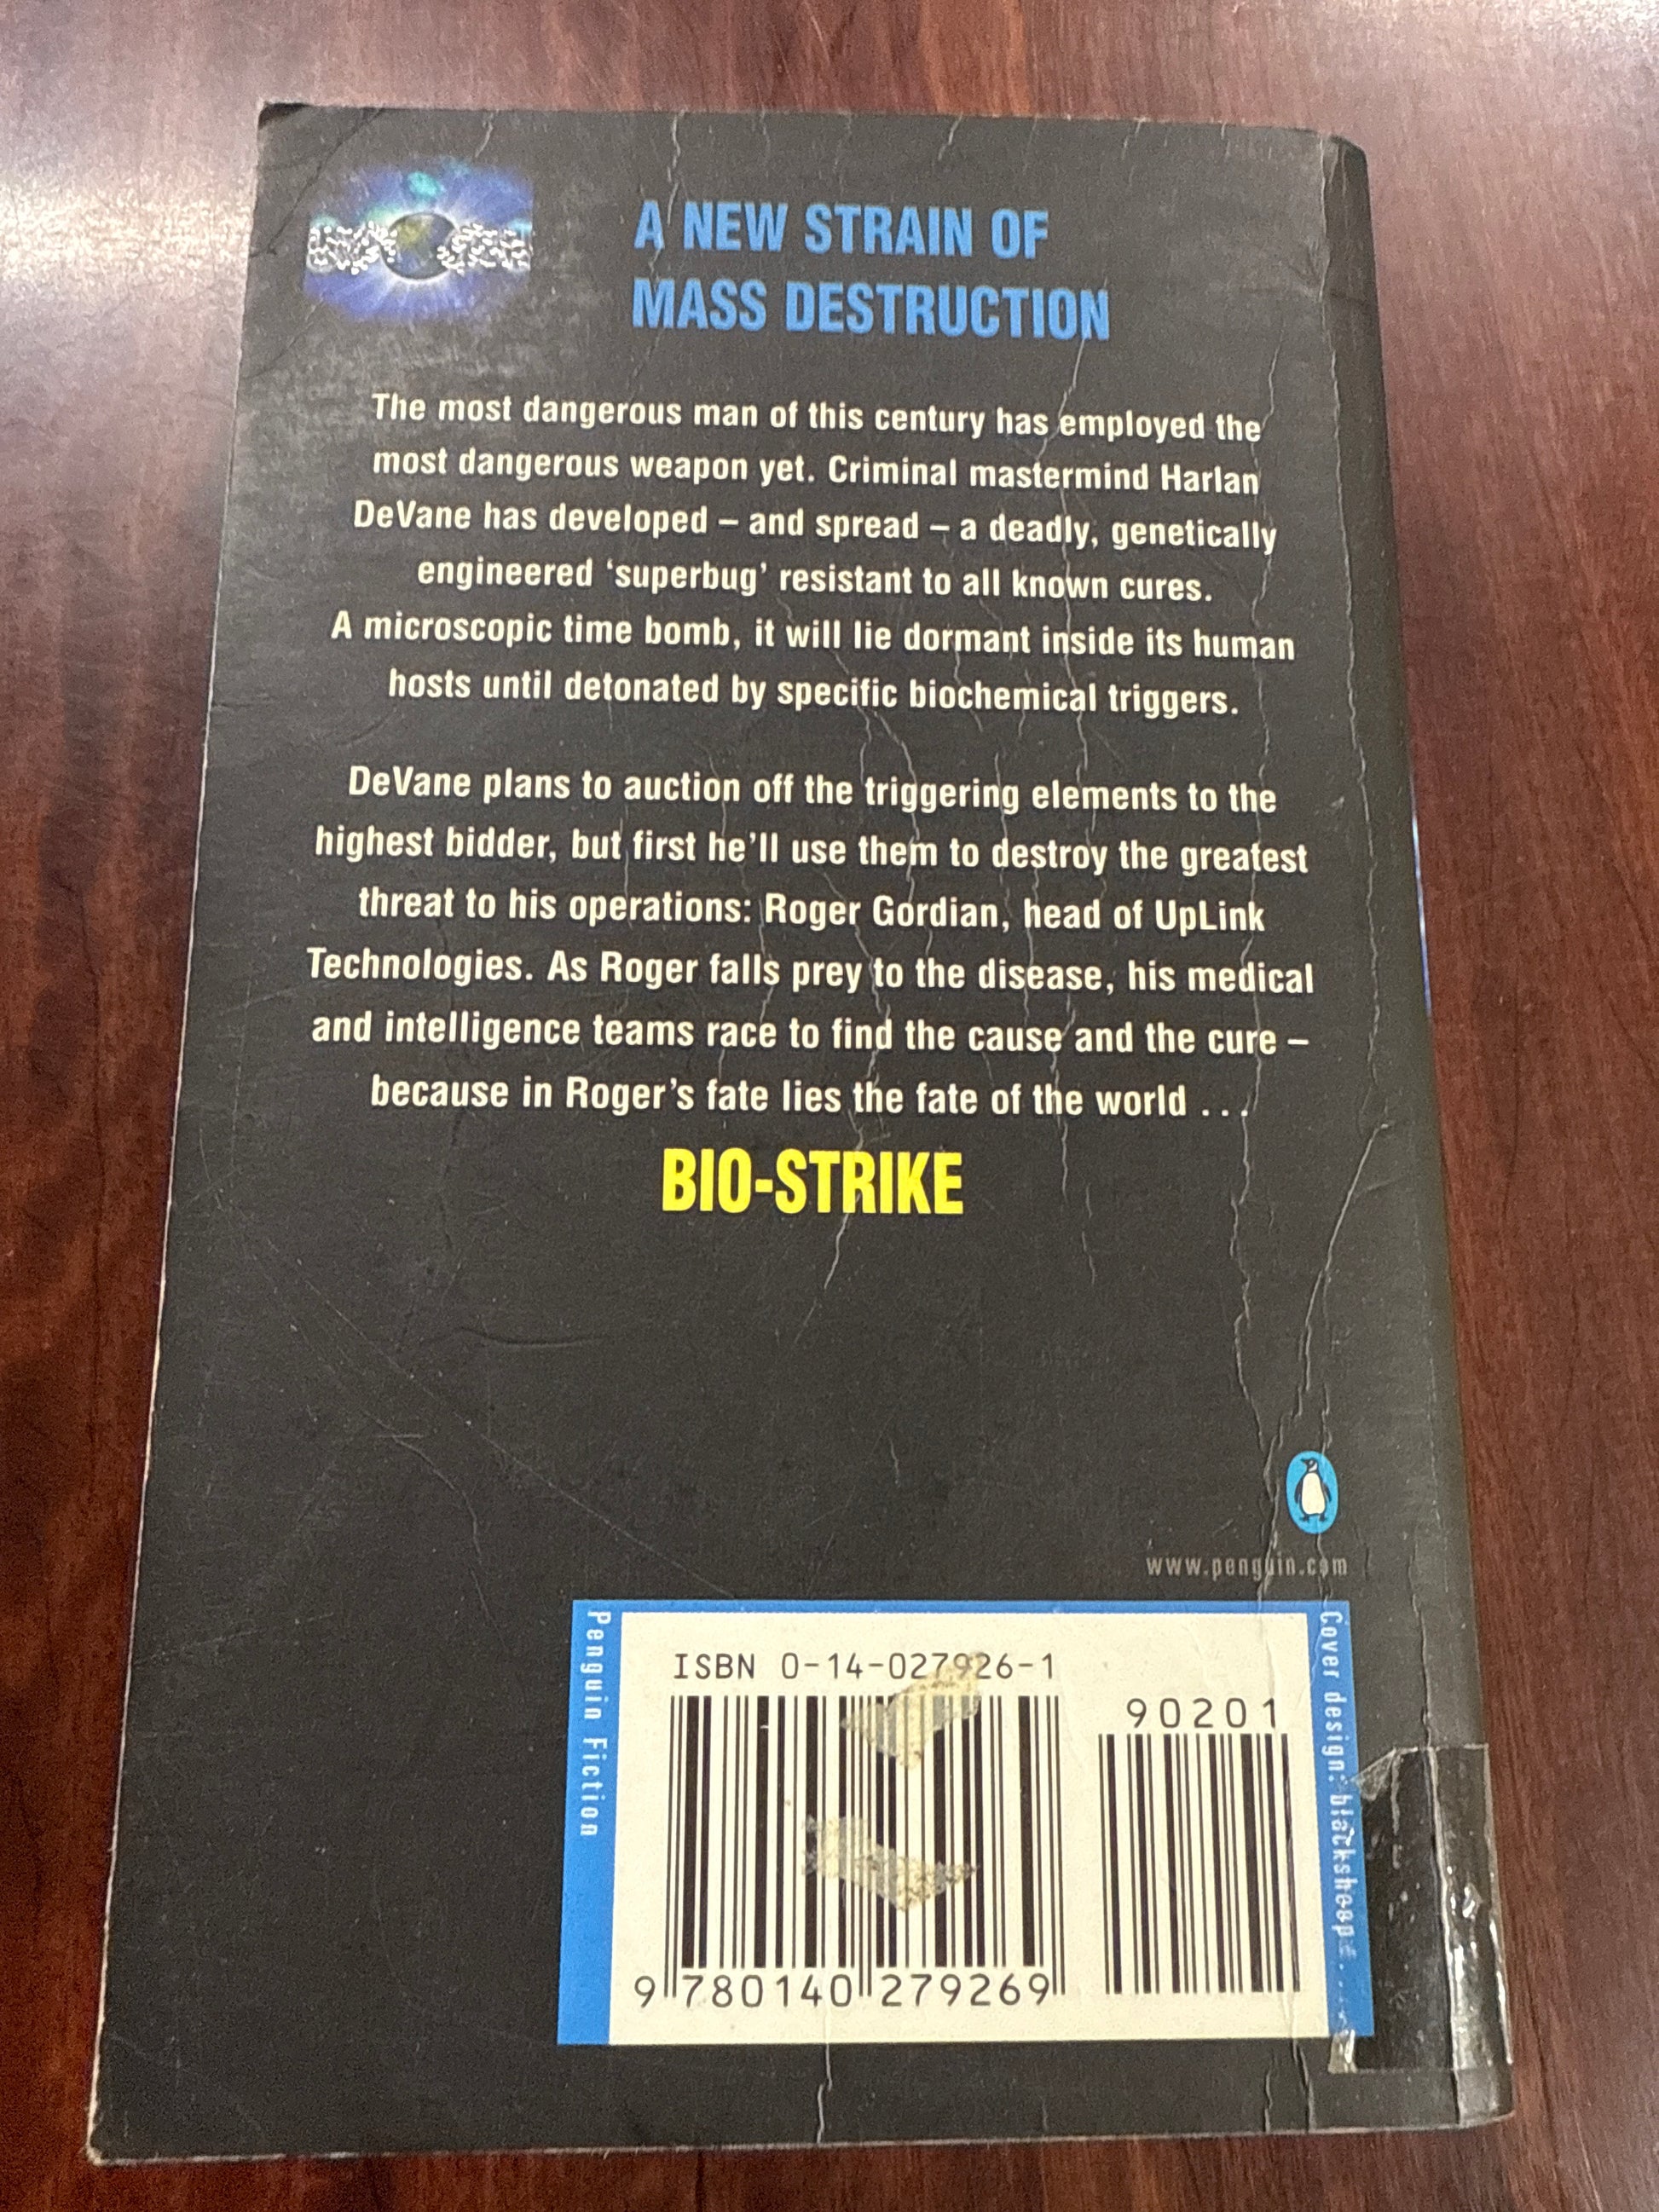 A NEW STRAIN OF
MASS DESTRUCTION
The most dangerous man of this century has employed the
most dangerous weapon yet. Criminal mastermind Harlan
DeVane has developed – and spread – a deadly, genetically
engineered ‘superbug’ resistant to all known cures.
A microscopic time bomb, it will lie dormant inside its human
hosts until detonated by specific biochemical triggers.
DeVane plans to auction off the triggering elements to the
highest bidder, but first he’ll use them to destroy the greatest
threat to his operations: Roger Gordian, head of UpLink
Technologies. As Roger falls prey to the disease, his medical
and intelligence teams race to find the cause and the cure –
because in Roger’s fate lies the fate of the world . . .
BIO-STRIKE
www.penguin.com
Penguin Fiction
ISBN 0-14-027926-1
90201
9 780140 279269
Cover design: blacksheep